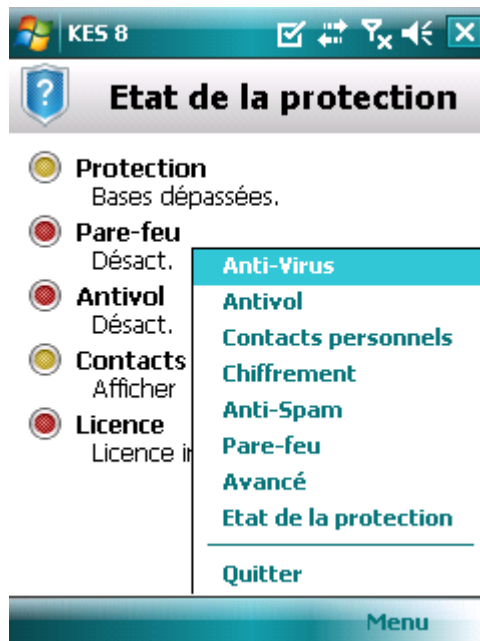 KES 8
Etat de la protection
Protection
Bases dépassées.
Pare-feu
Désact.
Antivol
Désact.
Contacts
Afficher
Licence
Licence
Anti-Virus
Antivol
Contacts personnels
Chiffrement
Anti-Spam
Pare-feu
Avancé
Etat de la protection
Quitter
Menu